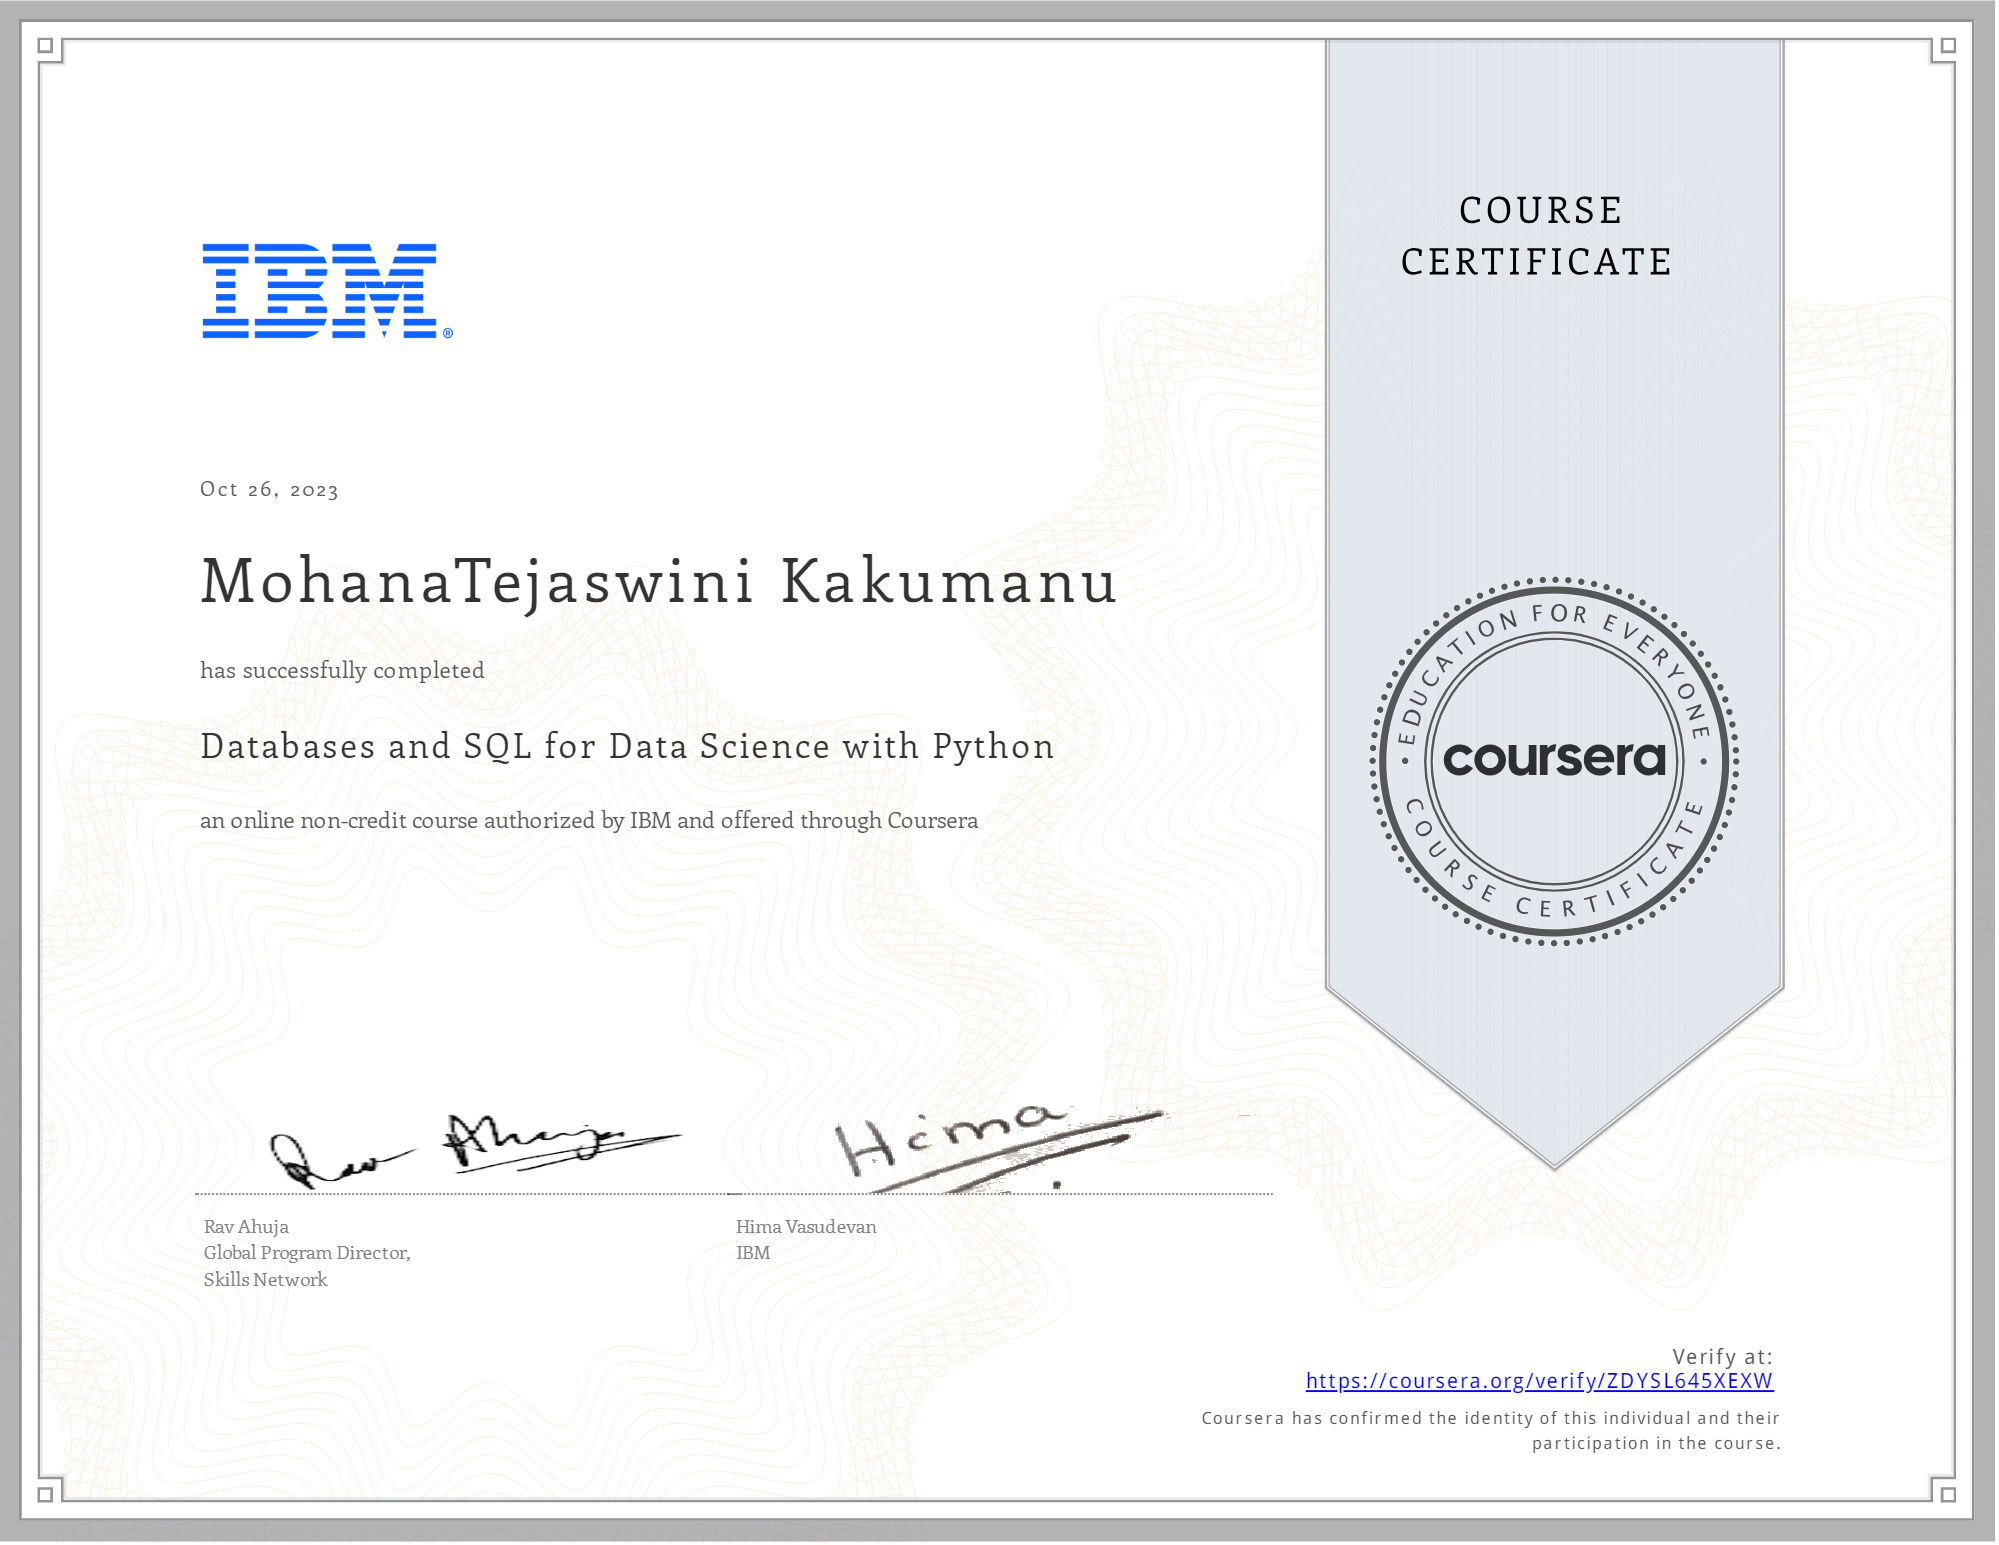 COURSE
CERTIFICATE
IBM®
Oct 26, 2023
MohanaTejaswini Kakumanu
has successfully completed
Databases and SQL for Data Science with Python
an online non-credit course authorized by IBM and offered through Coursera
EDUCATION FOR EVERYONE
coursera
COURSE CERTIFICATE
Rav Ahuja
Hima
Rav Ahuja
Global Program Director,
Skills Network
Hima Vasudevan
IBM
Verify at:
https://coursera.org/verify/ZDYSL645XEXW
Coursera has confirmed the identity of this individual and their
participation in the course.